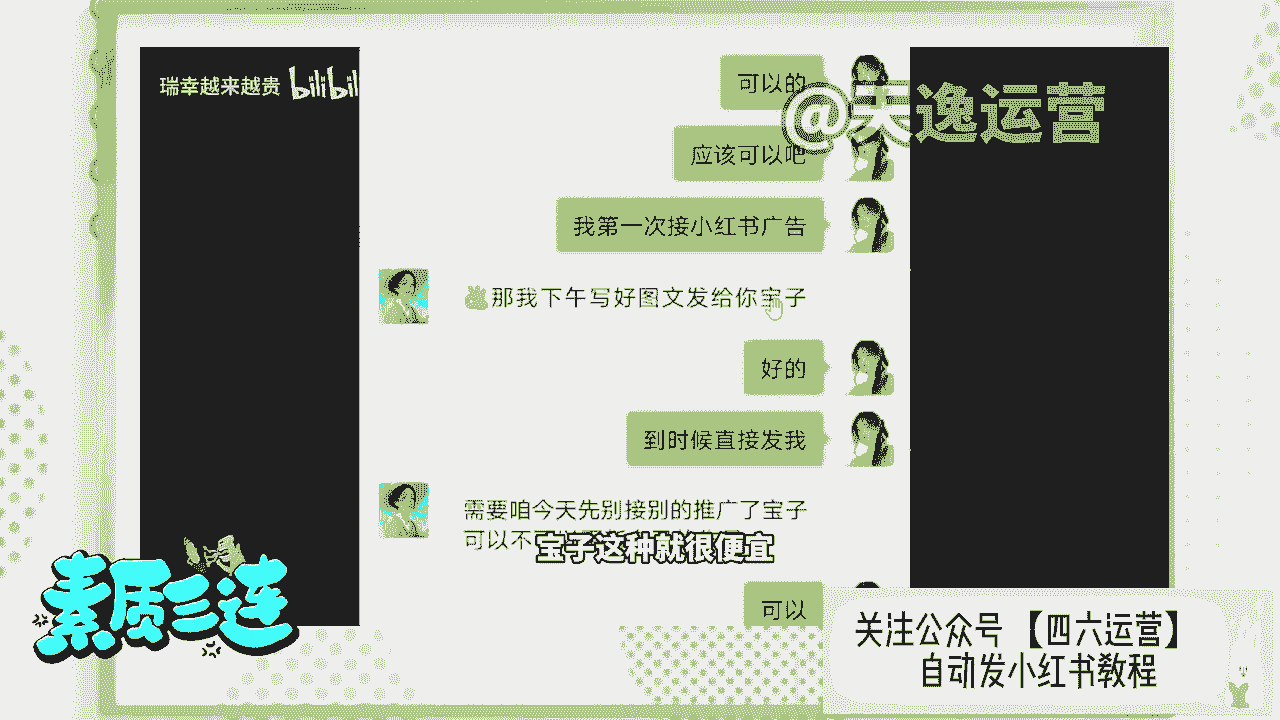 瑞幸越来越贵 bilibil
可以的
@天逸运营
应该可以吧
我第一次接小红书广告
那我下午写好图文发给你宝子
好的
到时候直接发我
需要咱今天先别接别的推广了宝子
可以不
宝子这种就很便宜
可以
素质三连
关注公众号【四六运营】
自动发小红书教程